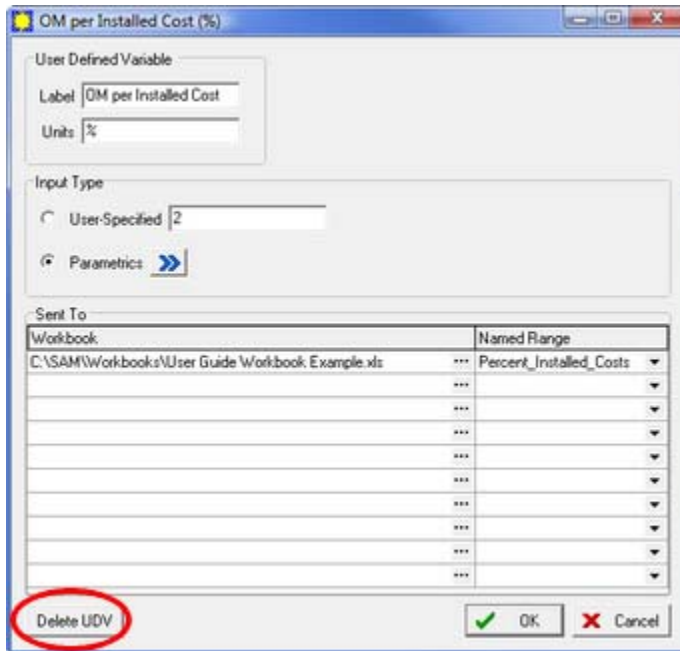 OM per Installed Cost (%)
User Defined Variable
Label OM per Installed Cost
Units %
Input Type
User-Specified 2
Parametrics
Sent To
Workbook Named Range
C:\SAM\Workbooks\User Guide Workbook Example.xls ... Percent_Installed_Costs
...
...
...
...
...
...
...
...
...
Delete UDV OK Cancel